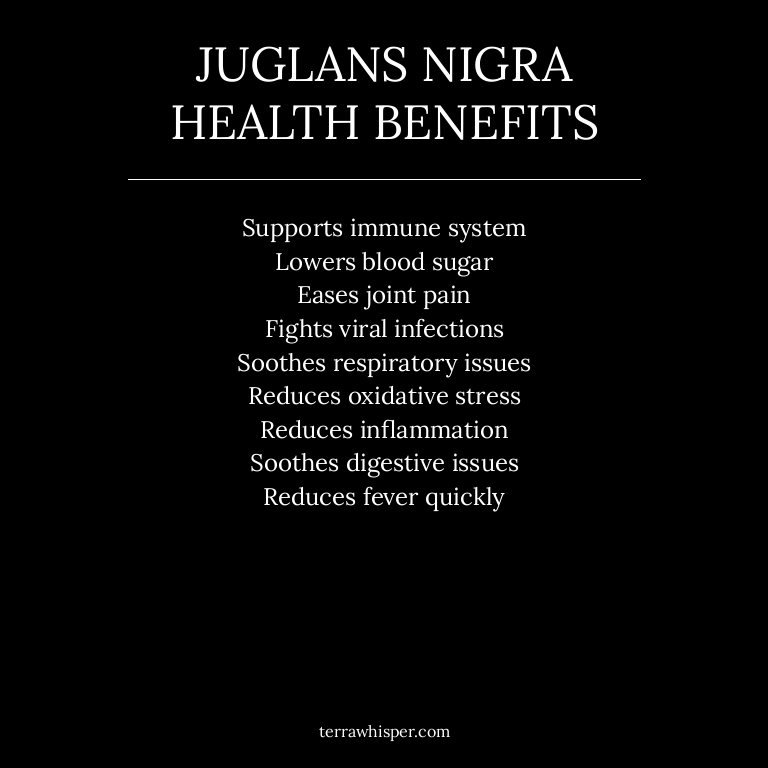 JUGLANS NIGRA
HEALTH BENEFITS
Supports immune system
Lowers blood sugar
Eases joint pain
Fights viral infections
Soothes respiratory issues
Reduces oxidative stress
Reduces inflammation
Soothes digestive issues
Reduces fever quickly
terrawhisper.com